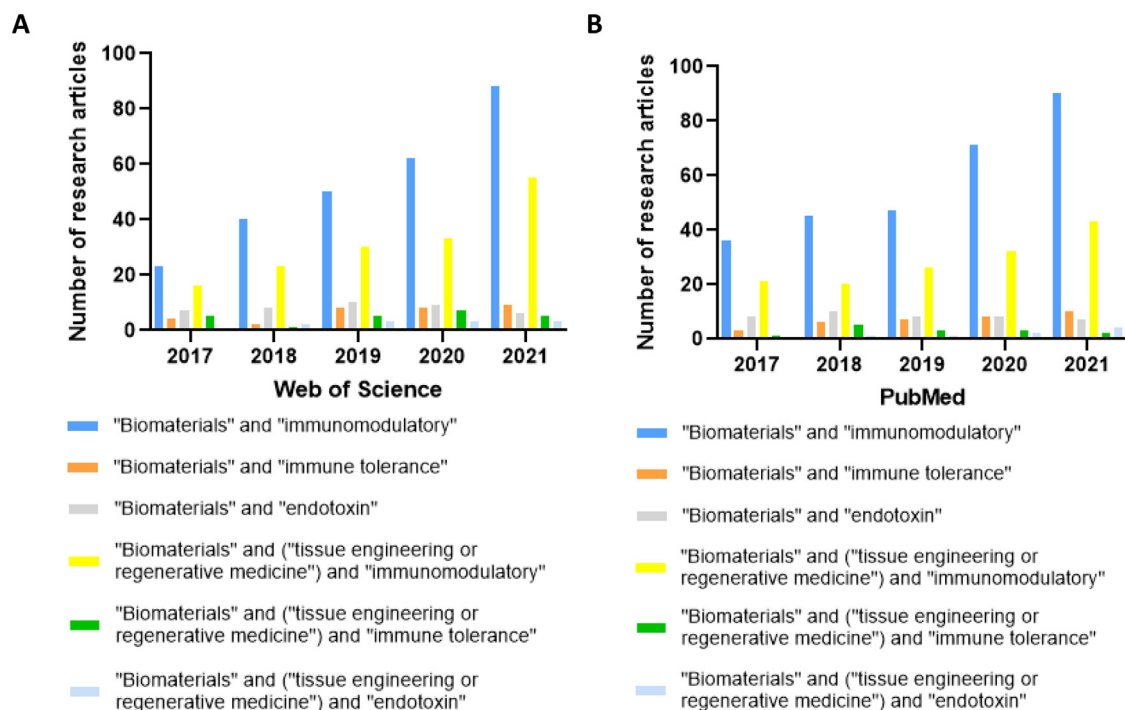 A
Number of research articles
100
80
60
40
20
0
2017 2018 2019 2020 2021
Web of Science
"Biomaterials" and "immunomodulatory"
"Biomaterials" and "immune tolerance"
"Biomaterials" and "endotoxin"
"Biomaterials" and ("tissue engineering or
regenerative medicine") and "immunomodulatory"
"Biomaterials" and ("tissue engineering or
regenerative medicine") and "immune tolerance"
"Biomaterials" and ("tissue engineering or
regenerative medicine") and "endotoxin"
B
Number of research articles
100
80
60
40
20
0
2017 2018 2019 2020 2021
PubMed
"Biomaterials" and "immunomodulatory"
"Biomaterials" and "immune tolerance"
"Biomaterials" and "endotoxin"
"Biomaterials" and ("tissue engineering or
regenerative medicine") and "immunomodulatory"
"Biomaterials" and ("tissue engineering or
regenerative medicine") and "immune tolerance"
"Biomaterials" and ("tissue engineering or
regenerative medicine") and "endotoxin"